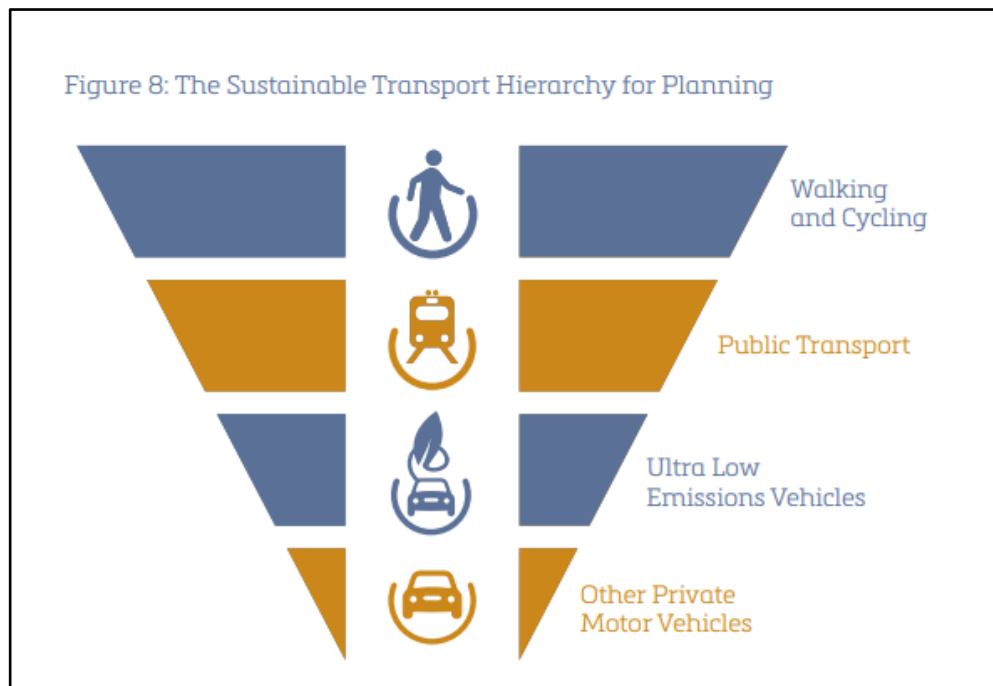 Figure 8: The Sustainable Transport Hierarchy for Planning
Walking
and Cycling
Public Transport
Ultra Low
Emissions Vehicles
Other Private
Motor Vehicles